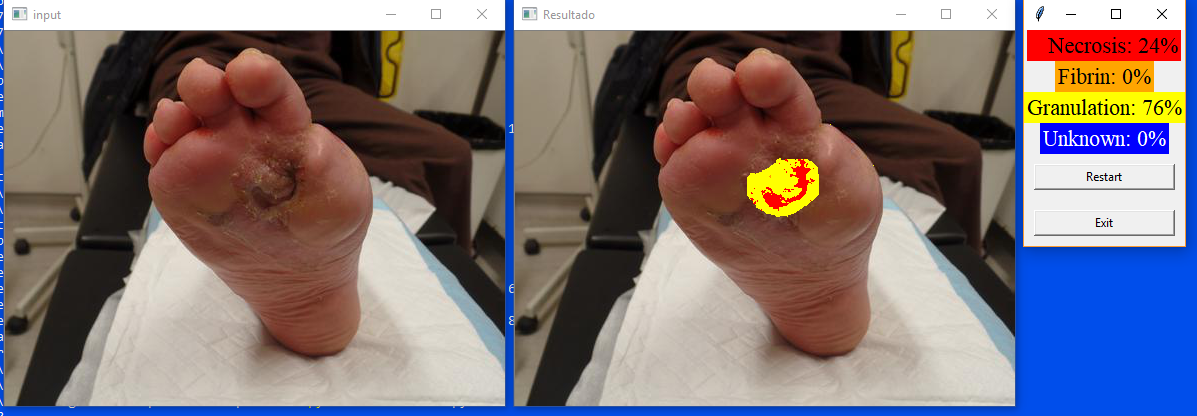 input
Resultado
Necrosis: 24%
Fibrin: 0%
Granulation: 76%
Unknown: 0%
Restart
Exit